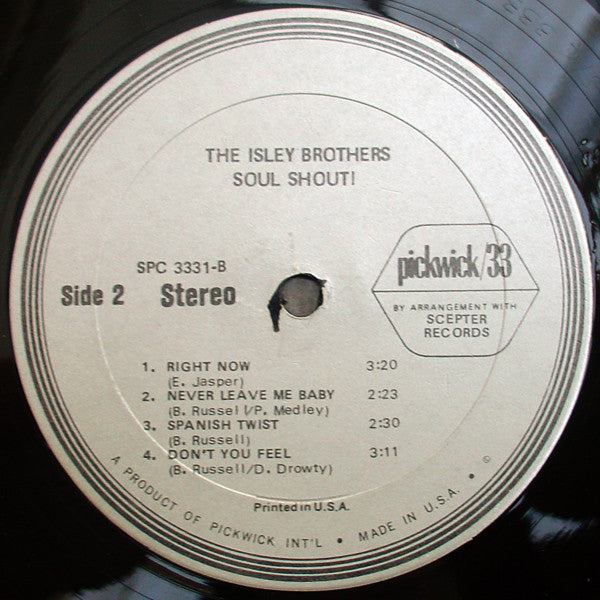 THE ISLEY BROTHERS
SOUL SHOUT!
pickwick/33
BY ARRANGEMENT WITH
SCEPTER
RECORDS
SPC 3331-B
Side 2 Stereo
1. RIGHT NOW 3:20
(E. Jasper)
2. NEVER LEAVE ME BABY 2:23
(B. Russell/P. Medley)
3. SPANISH TWIST 2:30
(B. Russell)
4. DON'T YOU FEEL 3:11
(B. Russell/D. Drowty)
Printed in U.S.A.
A PRODUCT OF PICKWICK INT'L • MADE IN U.S.A. • ©